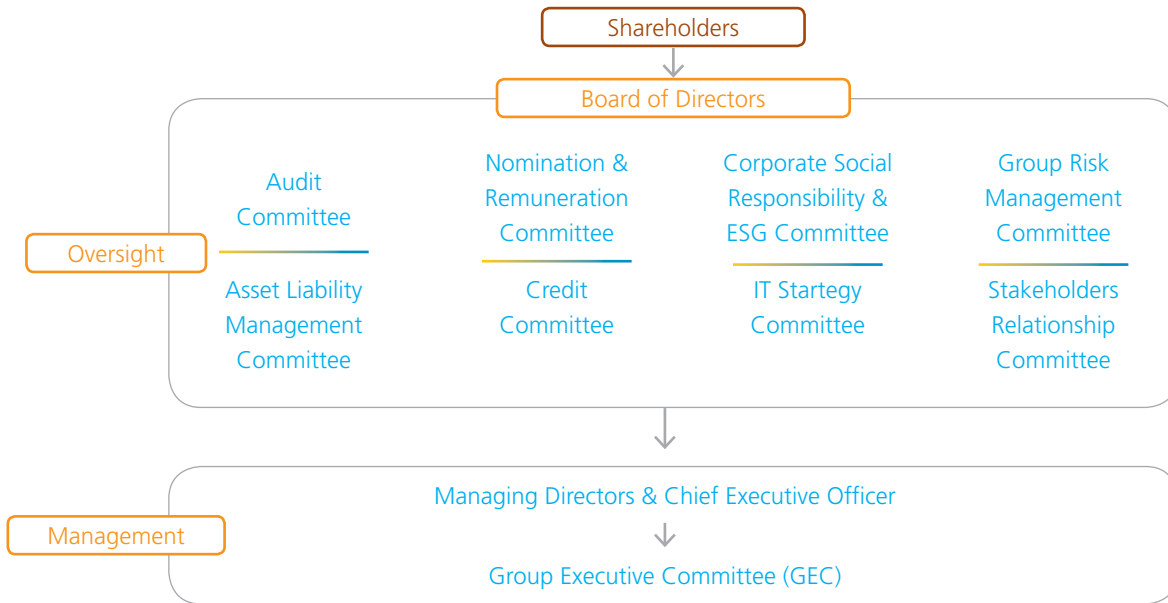 Shareholders
Board of Directors
Oversight
Audit
Committee
Asset Liability
Management
Committee
Nomination &
Remuneration
Committee
Credit
Committee
Corporate Social
Responsibility &
ESG Committee
IT Startegy
Committee
Group Risk
Management
Committee
Stakeholders
Relationship
Committee
Management
Managing Directors & Chief Executive Officer
Group Executive Committee (GEC)